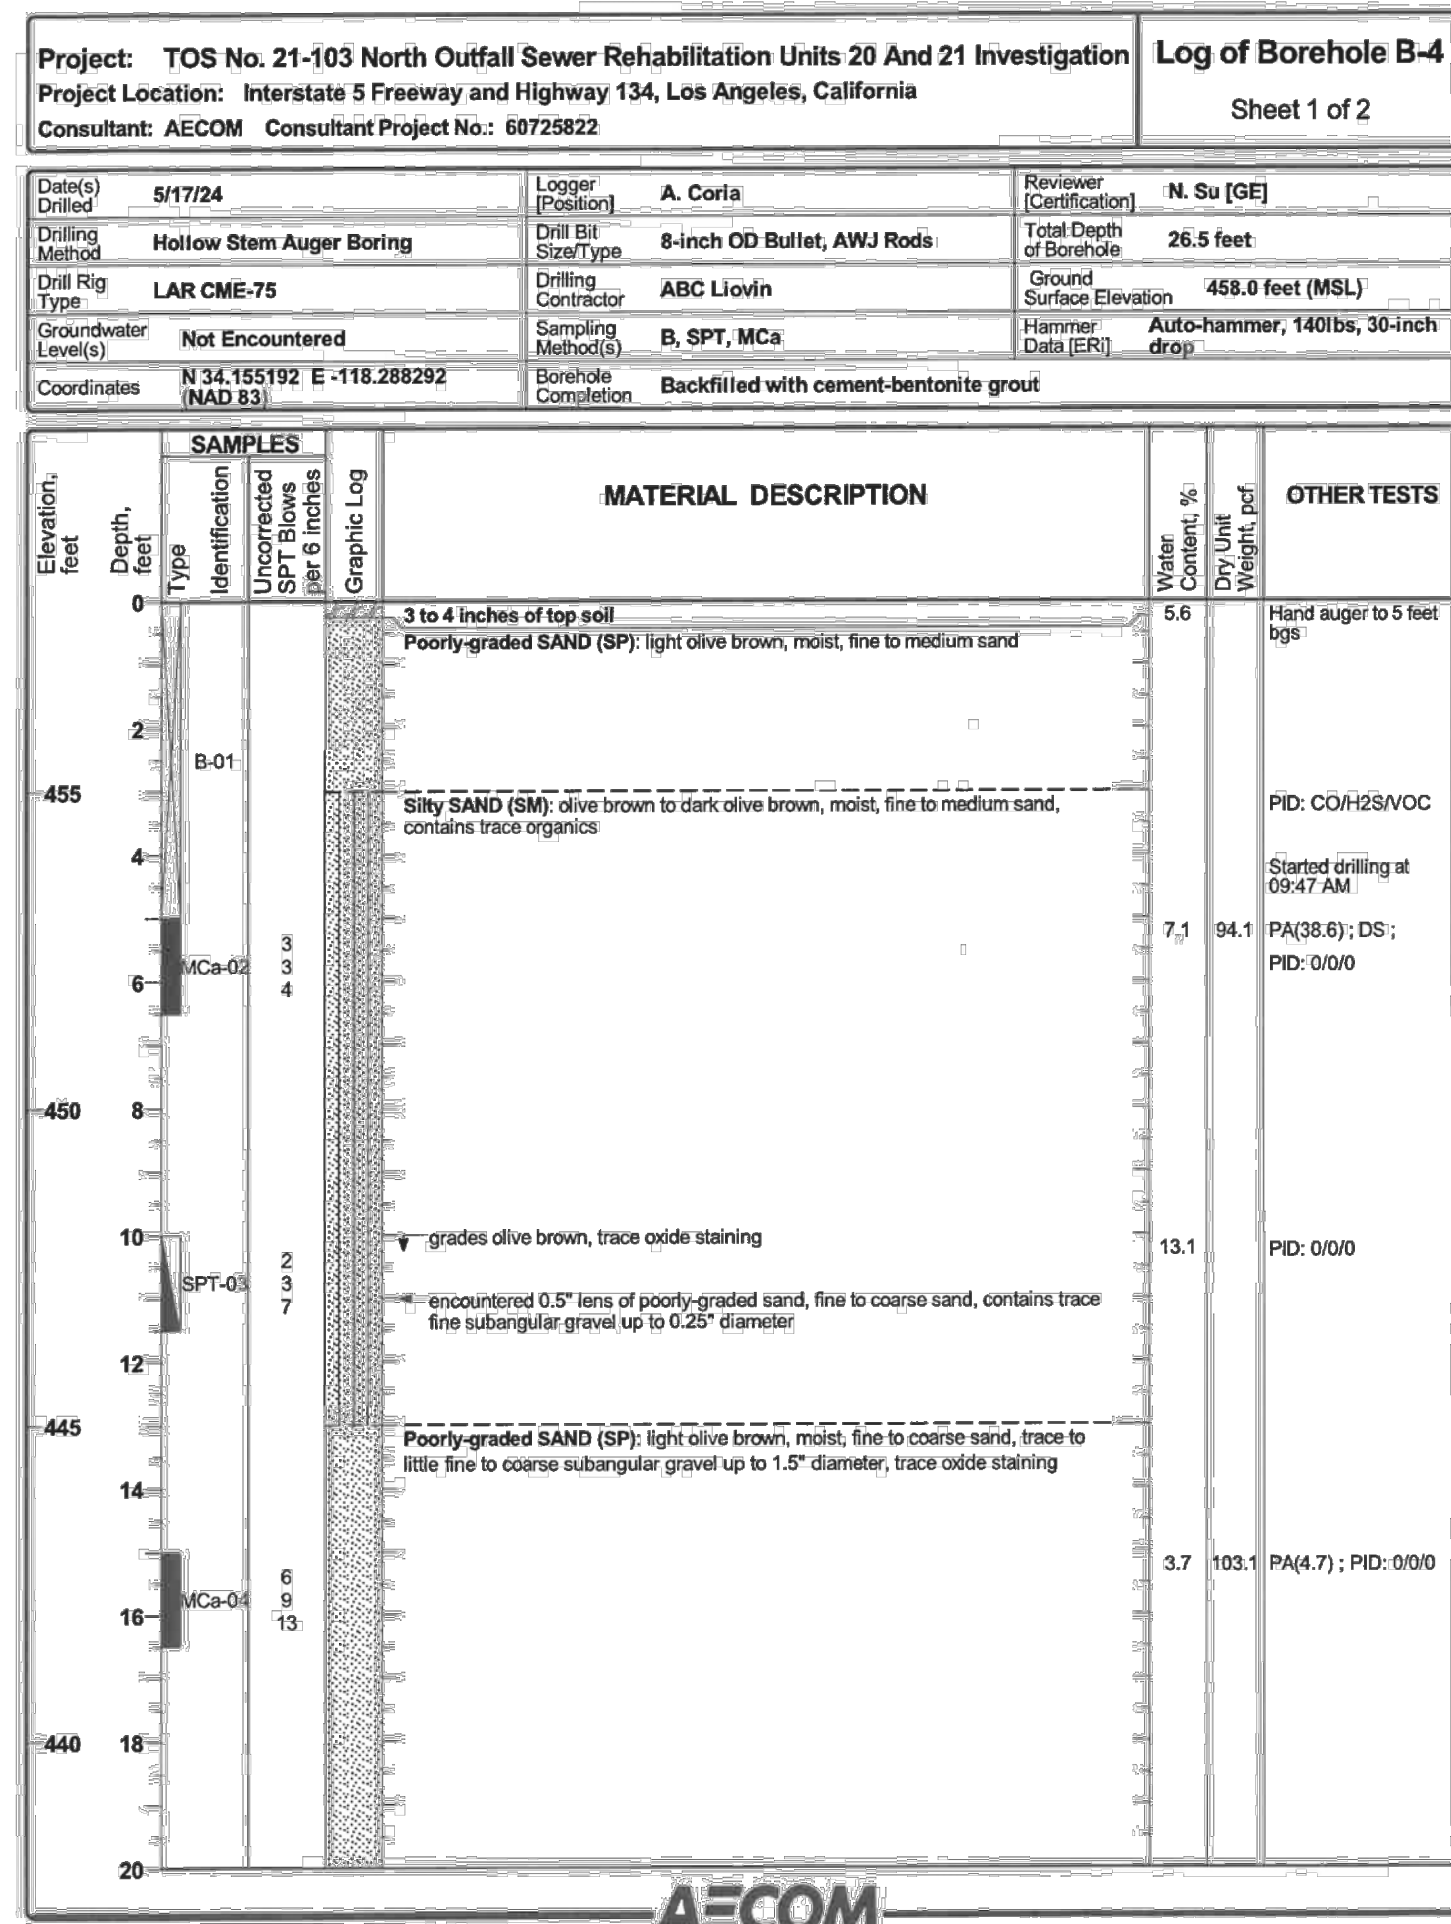 Project: TOS No. 21-103 North Outfall Sewer Rehabilitation Units 20 And 21 Investigation
Project Location: Interstate 5 Freeway and Highway 134, Los Angeles, California
Consultant: AECOM Consultant Project No.: 60725822
Log of Borehole B-4
Sheet 1 of 2
Date(s) Drilled 5/17/24
Logger [Position] A. Coria
Reviewer [Certification] N. Su [GE]
Drilling Method Hollow Stem Auger Boring
Drill Bit Size/Type 8-inch OD Bullet, AWJ Rods
Total Depth of Borehole 26.5 feet
Drill Rig Type LAR CME-75
Drilling Contractor ABC Liovin
Ground Surface Elevation 458.0 feet (MSL)
Groundwater Level(s) Not Encountered
Sampling Method(s) B, SPT, MCa
Hammer Data [ERi] Auto-hammer, 140lbs, 30-inch drop
Coordinates N 34.155192 E -118.288292 (NAD 83)
Borehole Completion Backfilled with cement-bentonite grout
Elevation, feet
Depth, feet
SAMPLES
Type
Identification
Uncorrected SPT Blows per 6 inches
Graphic Log
MATERIAL DESCRIPTION
Water Content, %
Dry Unit Weight, pcf
OTHER TESTS
0
3 to 4 inches of top soil
5.6
Hand auger to 5 feet
bgs
Poorly-graded SAND (SP): light olive brown, moist, fine to medium sand
2
B-01
455
Silty SAND (SM): olive brown to dark olive brown, moist, fine to medium sand,
contains trace organics
PID: CO/H2S/VOC
4
Started drilling at
09:47 AM
7.1 94.1 PA(38.6) ; DS ;
PID: 0/0/0
MCa-02
3
3
4
6
450
8
10
grades olive brown, trace oxide staining
13.1
PID: 0/0/0
SPT-03
2
3
7
encountered 0.5" lens of poorly-graded sand, fine to coarse sand, contains trace
fine subangular gravel up to 0.25" diameter
12
445
Poorly-graded SAND (SP): light olive brown, moist, fine to coarse sand, trace to
little fine to coarse subangular gravel up to 1.5" diameter, trace oxide staining
14
3.7 103.1 PA(4.7) ; PID: 0/0/0
MCa-04
6
9
13
16
440
18
20
AECOM